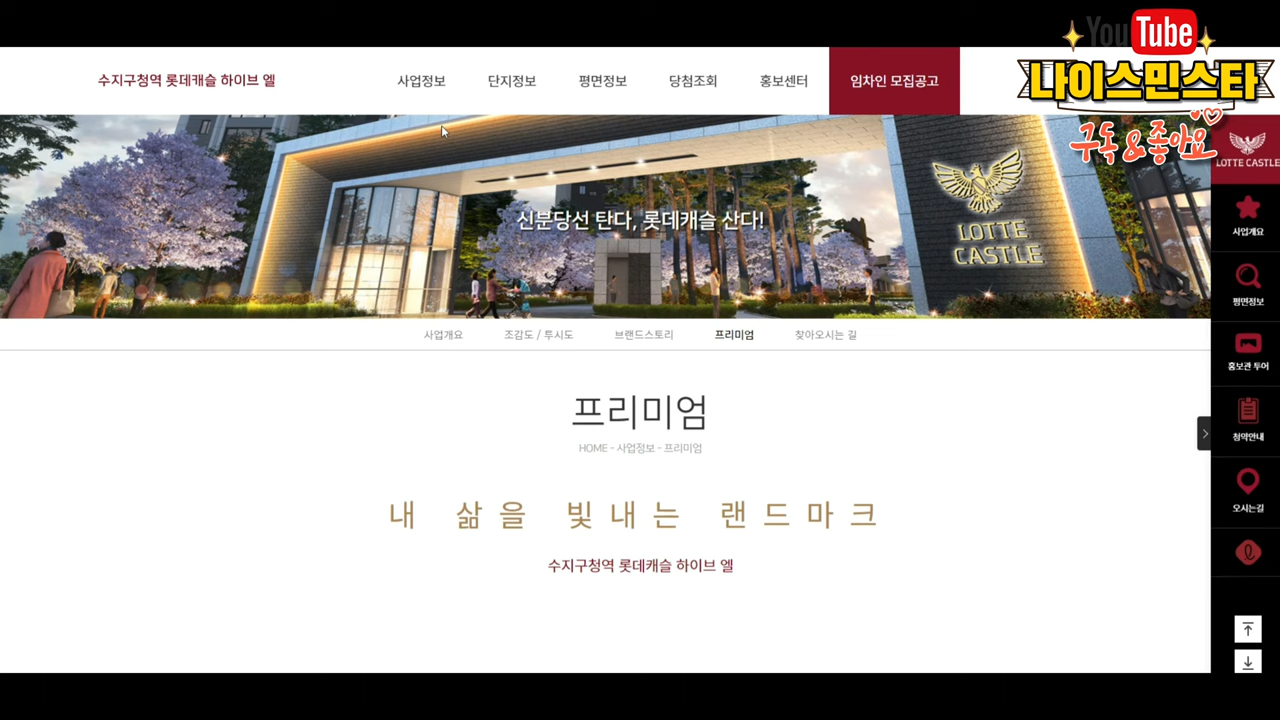 YouTube
나이스민스타
구독&좋아요
수지구청역 롯데캐슬 하이브 엘
사업정보 단지정보 평면정보 당첨조회 홍보센터 임차인 모집공고
신분당선 탄다, 롯데캐슬 산다!
LOTTE
CASTLE
LOTTE CASTLE
사업개요
평면정보
홍보관 투어
청약안내
오시는길
사업개요 조감도 / 투시도 브랜드스토리 프리미엄 찾아오시는 길
프리미엄
HOME - 사업정보 - 프리미엄
내 삶을 빛내는 랜드마크
수지구청역 롯데캐슬 하이브 엘